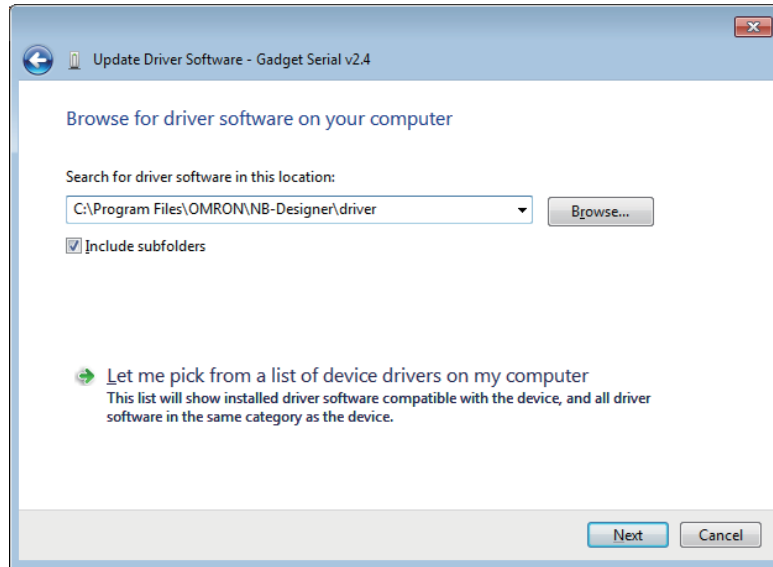 Update Driver Software - Gadget Serial v2.4
Browse for driver software on your computer
Search for driver software in this location:
C:\Program Files\OMRON\NB-Designer\driver
Browse...
Include subfolders
Let me pick from a list of device drivers on my computer
This list will show installed driver software compatible with the device, and all driver
software in the same category as the device.
Next Cancel